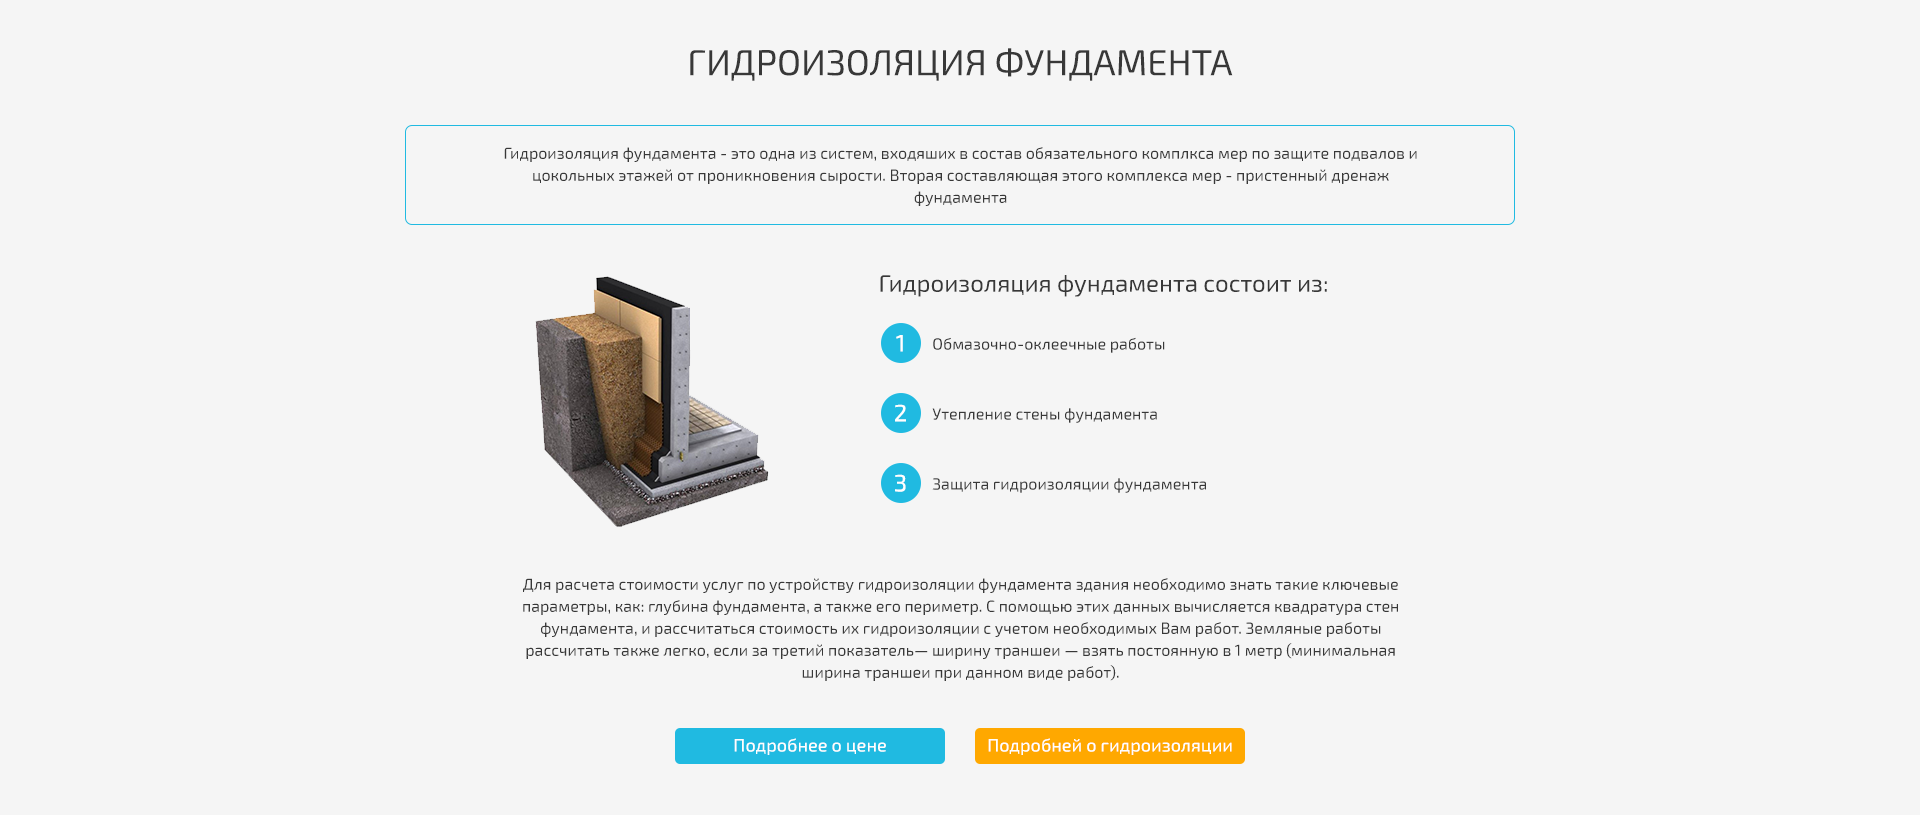 ГИДРОИЗОЛЯЦИЯ ФУНДАМЕНТА
Гидроизоляция фундамента - это одна из систем, входяших в состав обязательного комплкса мер по защите подвалов и
цокольных этажей от проникновения сырости. Вторая составляющая этого комплекса мер - пристенный дренаж
фундамента
Гидроизоляция фундамента состоит из:
1 Обмазочно-оклеечные работы
2 Утепление стены фундамента
3 Защита гидроизоляции фундамента
Для расчета стоимости услуг по устройству гидроизоляции фундамента здания необходимо знать такие ключевые
параметры, как: глубина фундамента, а также его периметр. С помощью этих данных вычисляется квадратура стен
фундамента, и рассчитаться стоимость их гидроизоляции с учетом необходимых Вам работ. Земляные работы
рассчитать также легко, если за третий показатель— ширину траншеи — взять постоянную в 1 метр (минимальная
ширина траншеи при данном виде работ).
Подробнее о цене
Подробней о гидроизоляции